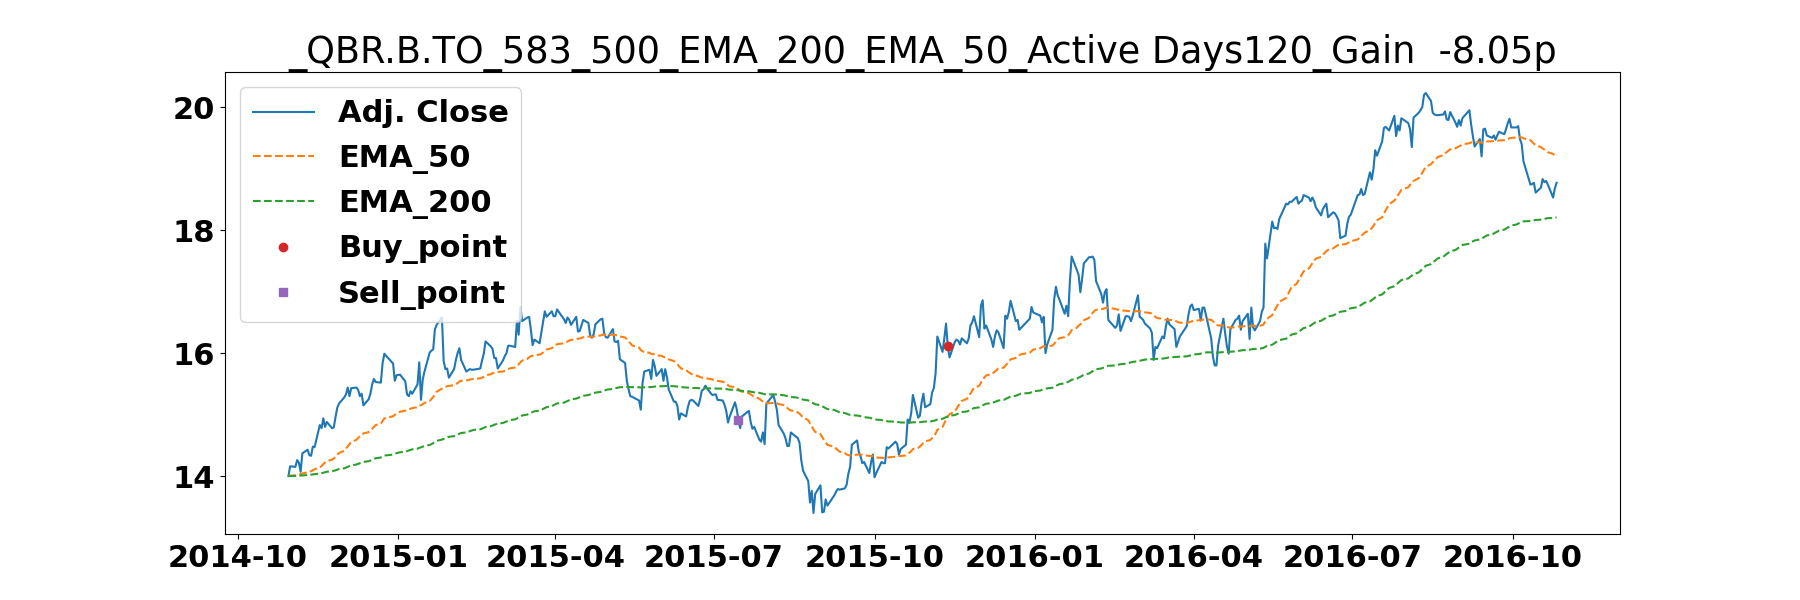 _QBR.B.TO_583_500_EMA_200_EMA_50_Active Days120_Gain  -8.05p
Adj. Close
EMA_50
EMA_200
Buy_point
Sell_point
20
18
16
14
2014-10 2015-01 2015-04 2015-07 2015-10 2016-01 2016-04 2016-07 2016-10